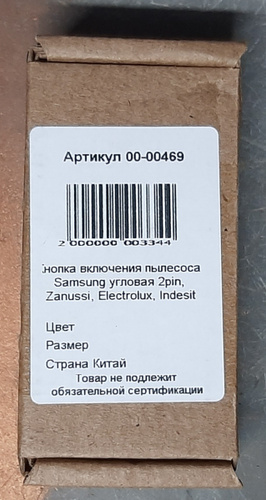 Артикул 00-00469
2 000000 003344
Кнопка включения пылесоса
Samsung угловая 2pin,
Zanussi, Electrolux, Indesit
Цвет
Размер
Страна Китай
Товар не подлежит
обязательной сертификации